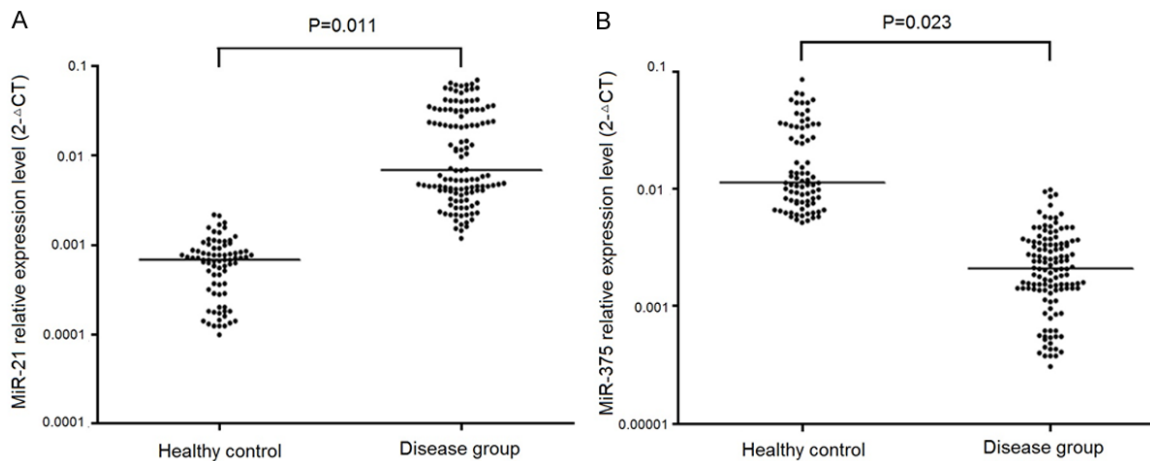 A
P=0.011
MiR-21 relative expression level (2-△CT)
0.1
0.01
0.001
0.0001
0.0001
Healthy control
Disease group
B
P=0.023
MiR-375 relative expression level (2-△CT)
0.1
0.01
0.001
0.00001
Healthy control
Disease group